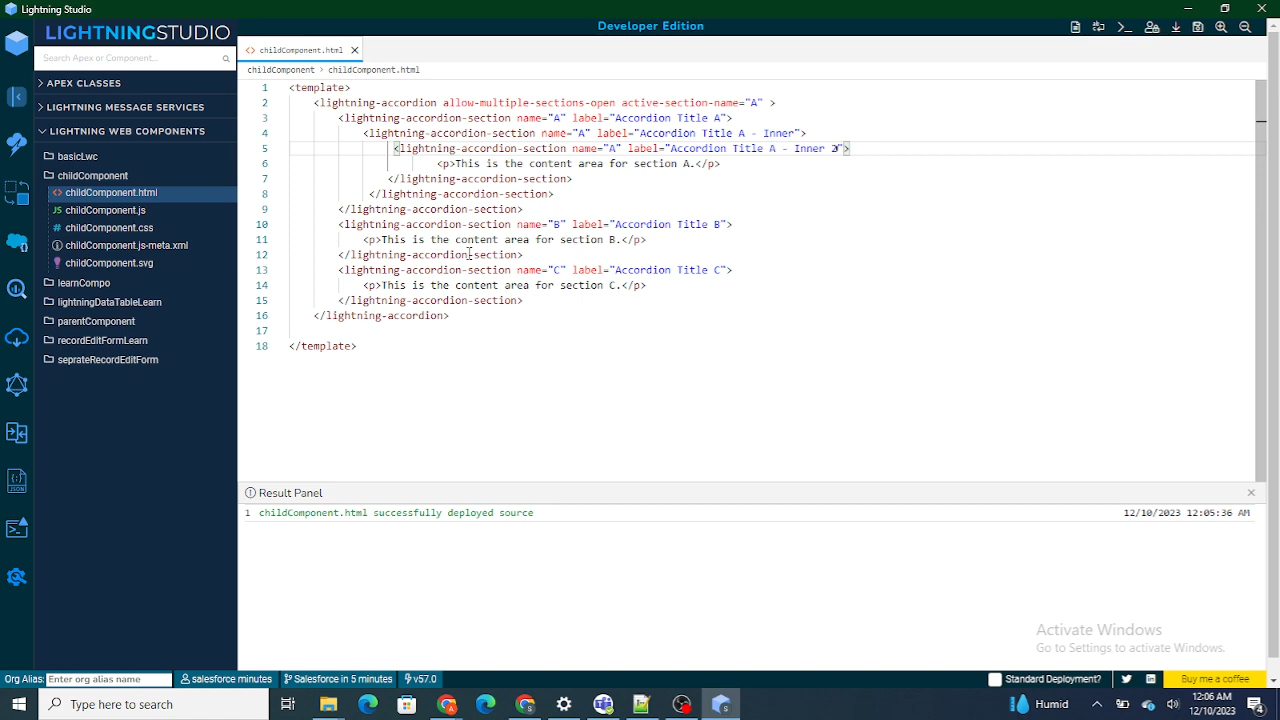 Lightning Studio
LIGHTNINGSTUDIO
Developer Edition
Search Apex or Component...
APEX CLASSES
LIGHTNING MESSAGE SERVICES
LIGHTNING WEB COMPONENTS
basicLwc
childComponent
<> childComponent.html
childComponent.js
# childComponent.css
childComponent.js-meta.xml
childComponent.svg
learnCompo
lightningDataTableLearn
parentComponent
recordEditFormLearn
seprateRecordEditForm
JSON
<> childComponent.html
childComponent > childComponent.html
1 <template>
2 <lightning-accordion allow-multiple-sections-open active-section-name="A" >
3 <lightning-accordion-section name="A" label="Accordion Title A">
4 <lightning-accordion-section name="A" label="Accordion Title A - Inner">
5 <lightning-accordion-section name="A" label="Accordion Title A - Inner 2">
6 <p>This is the content area for section A.</p>
7 </lightning-accordion-section>
8 </lightning-accordion-section>
9 </lightning-accordion-section>
10 <lightning-accordion-section name="B" label="Accordion Title B">
11 <p>This is the content area for section B.</p>
12 </lightning-accordion-section>
13 <lightning-accordion-section name="C" label="Accordion Title C">
14 <p>This is the content area for section C.</p>
15 </lightning-accordion-section>
16 </lightning-accordion>
17
18 </template>
Result Panel
1 childComponent.html successfully deployed source 12/10/2023 12:05:36 AM
Activate Windows
Go to Settings to activate Windows.
Org Alias: Enter org alias name salesforce minutes Salesforce in 5 minutes v57.0 Standard Deployment? Buy me a coffee
Type here to search Humid 12:06 AM
12/10/2023
4